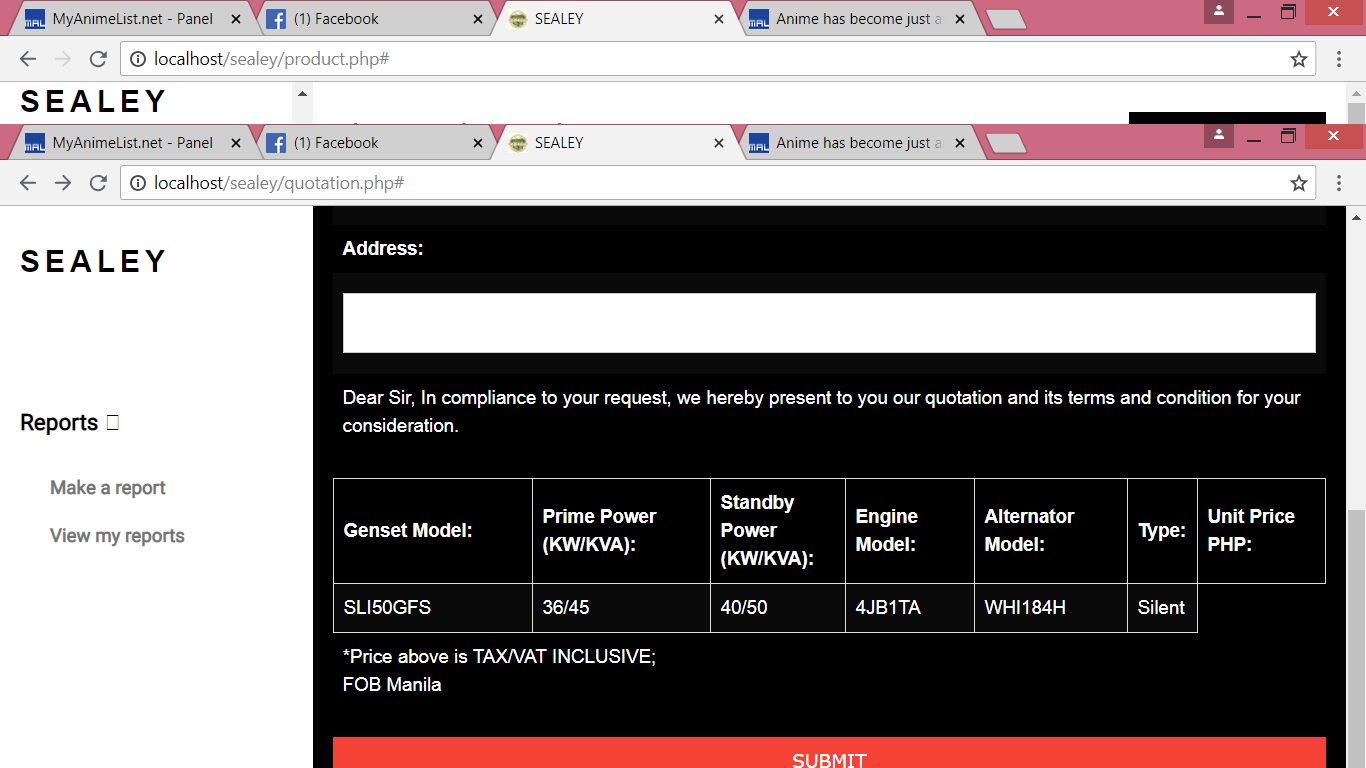 MyAnimeList.net - Panel
(1) Facebook
SEALEY
Anime has become just a
localhost/sealey/product.php#
SEALEY
MyAnimeList.net - Panel
(1) Facebook
SEALEY
Anime has become just a
localhost/sealey/quotation.php#
SEALEY
Reports
Make a report
View my reports
Address:
Dear Sir, In compliance to your request, we hereby present to you our quotation and its terms and condition for your
consideration.
Genset Model: Prime Power (KW/KVA): Standby Power (KW/KVA): Engine Model: Alternator Model: Type: Unit Price PHP:
SLI50GFS 36/45 40/50 4JB1TA WHI184H Silent
*Price above is TAX/VAT INCLUSIVE;
FOB Manila
SUBMIT